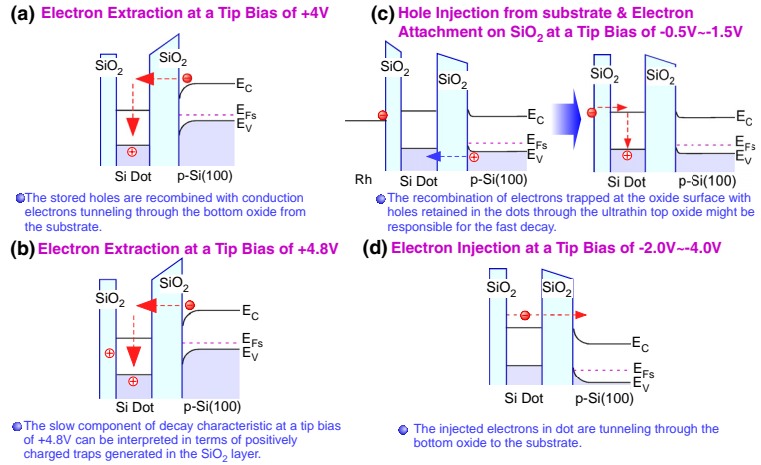 (a) Electron Extraction at a Tip Bias of +4V
SiO2
SiO2
EC
EFs
EV
Si Dot
p-Si(100)
The stored holes are recombined with conduction
electrons tunneling through the bottom oxide from
the substrate.
(b) Electron Extraction at a Tip Bias of +4.8V
SiO2
SiO2
EC
EFs
EV
Si Dot
p-Si(100)
The slow component of decay characteristic at a tip bias
of +4.8V can be interpreted in terms of positively
charged traps generated in the SiO2 layer.
(c) Hole Injection from substrate & Electron
Attachment on SiO2 at a Tip Bias of -0.5V~-1.5V
SiO2
SiO2
EC
EFs
EV
Rh
Si Dot
p-Si(100)
SiO2
SiO2
EC
EFs
EV
Si Dot
p-Si(100)
The recombination of electrons trapped at the oxide surface with
holes retained in the dots through the ultrathin top oxide might be
responsible for the fast decay.
(d) Electron Injection at a Tip Bias of -2.0V~-4.0V
SiO2
SiO2
EC
EFs
EV
Si Dot
p-Si(100)
The injected electrons in dot are tunneling through the
bottom oxide to the substrate.